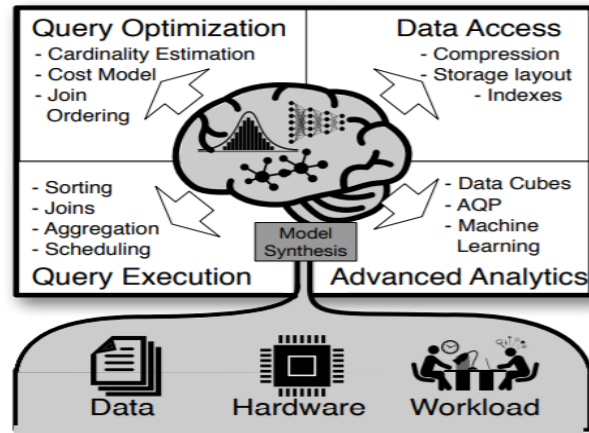 Query Optimization
- Cardinality Estimation
- Cost Model
- Join
Ordering
Data Access
- Compression
- Storage layout
- Indexes
- Sorting
- Joins
- Aggregation
- Scheduling
Query Execution
Model
Synthesis
- Data Cubes
- AQP
- Machine
Learning
Advanced Analytics
Data
Hardware
Workload